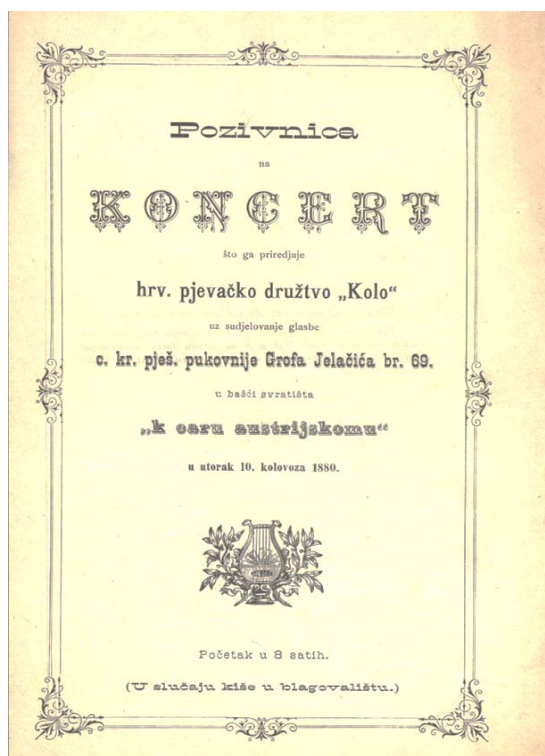 Pozivnica
na
KONCERT
što ga priredjuje
hrv. pjevačko družtvo „Kolo“
uz sudjelovanje glasbe
c. kr. pješ. pukovnije Grofa Jelačića br. 69.
u bašći svratišta
„k caru austrijskomu“
u utorak 10. kolovoza 1880.
Početak u 8 satih.
(U slučaju kiše u blagovalištu.)